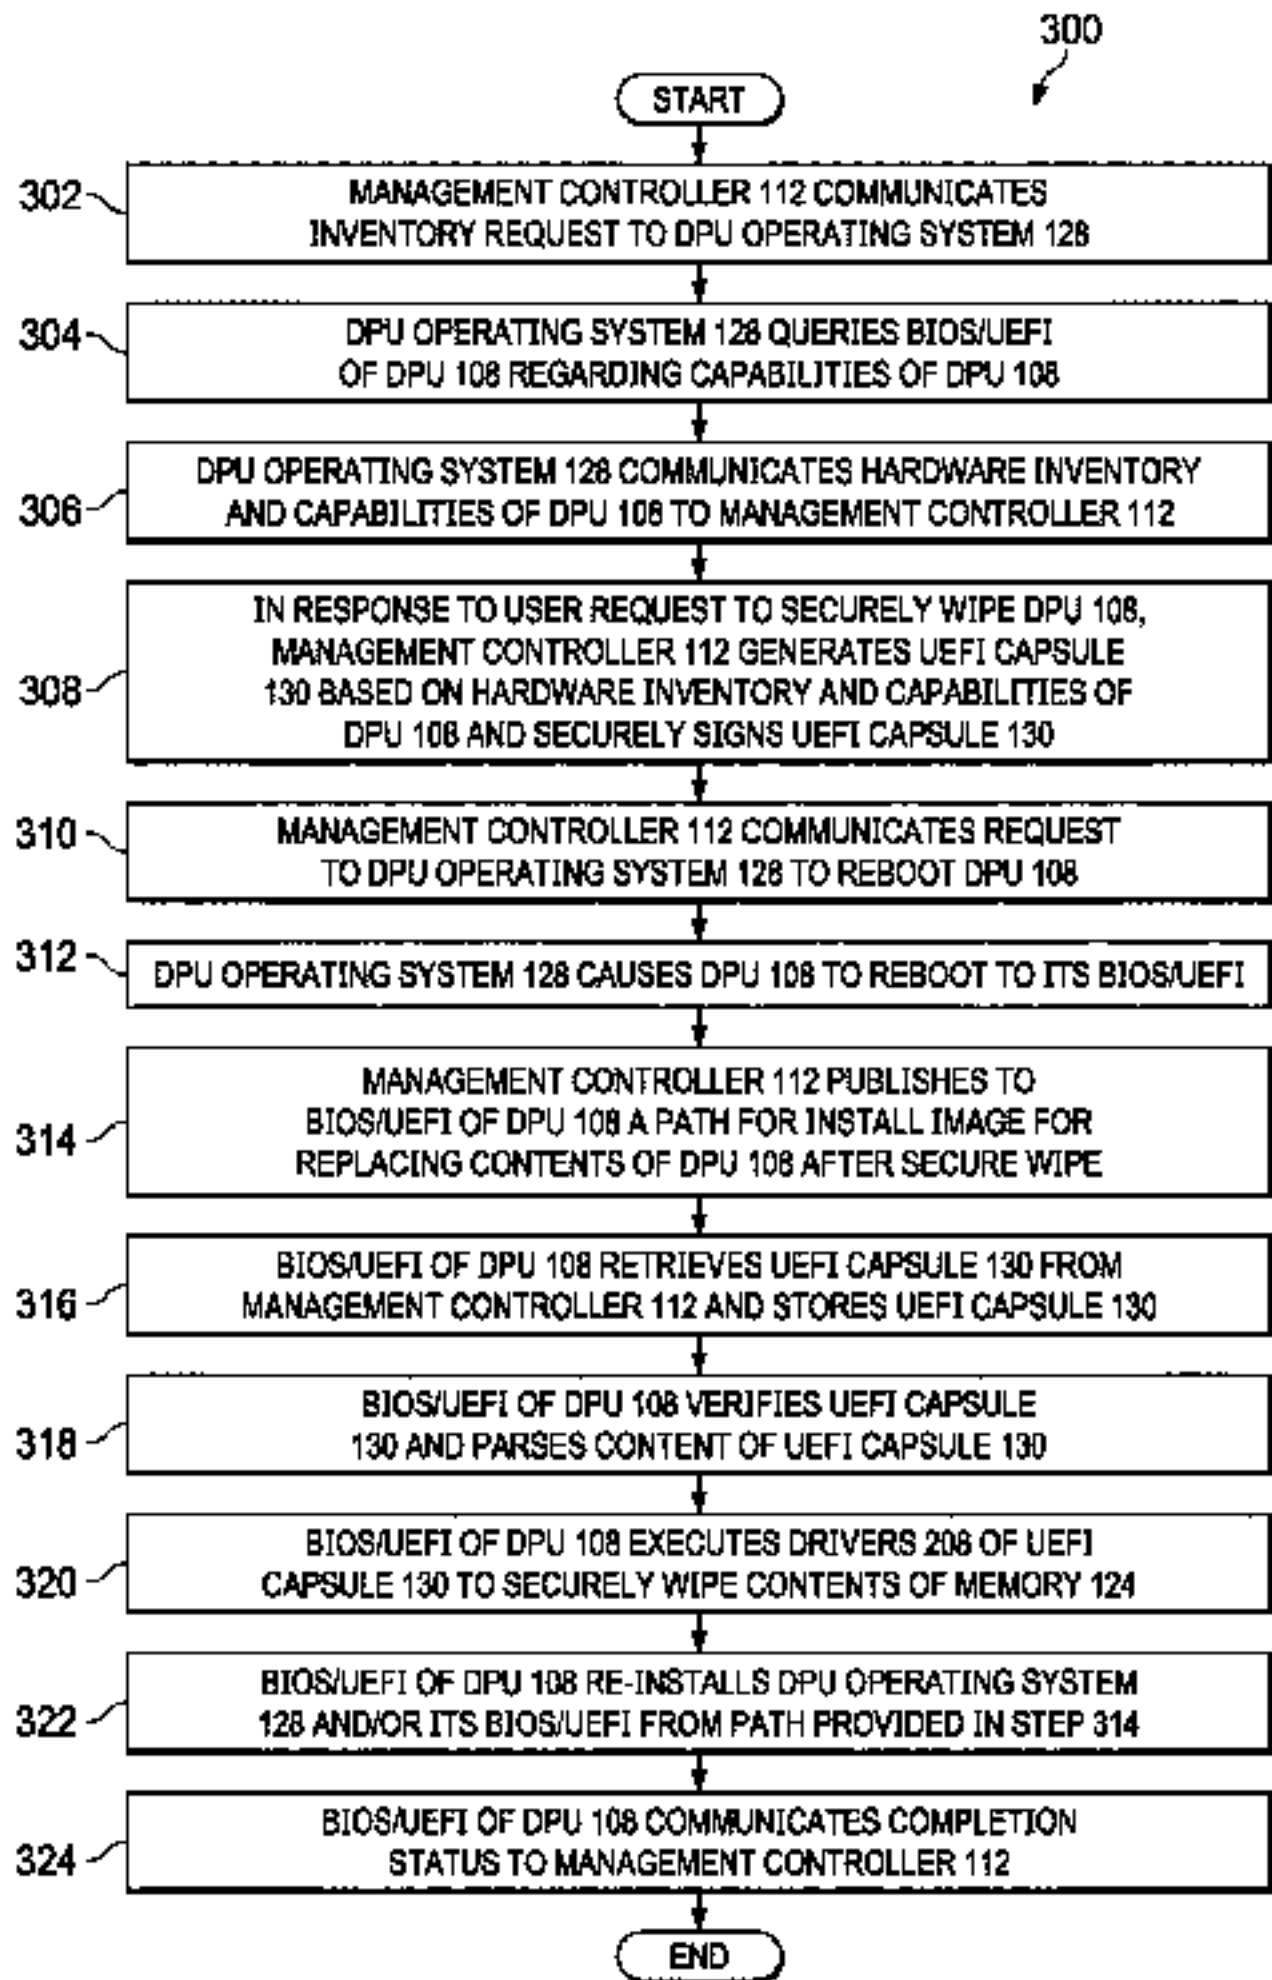 300
START
302
MANAGEMENT CONTROLLER 112 COMMUNICATES
INVENTORY REQUEST TO DPU OPERATING SYSTEM 128
304
DPU OPERATING SYSTEM 128 QUERIES BIOS/UEFI
OF DPU 108 REGARDING CAPABILITIES OF DPU 108
306
DPU OPERATING SYSTEM 128 COMMUNICATES HARDWARE INVENTORY
AND CAPABILITIES OF DPU 108 TO MANAGEMENT CONTROLLER 112
308
IN RESPONSE TO USER REQUEST TO SECURELY WIPE DPU 108,
MANAGEMENT CONTROLLER 112 GENERATES UEFI CAPSULE
130 BASED ON HARDWARE INVENTORY AND CAPABILITIES OF
DPU 108 AND SECURELY SIGNS UEFI CAPSULE 130
310
MANAGEMENT CONTROLLER 112 COMMUNICATES REQUEST
TO DPU OPERATING SYSTEM 128 TO REBOOT DPU 108
312
DPU OPERATING SYSTEM 128 CAUSES DPU 108 TO REBOOT TO ITS BIOS/UEFI
314
MANAGEMENT CONTROLLER 112 PUBLISHES TO
BIOS/UEFI OF DPU 108 A PATH FOR INSTALL IMAGE FOR
REPLACING CONTENTS OF DPU 108 AFTER SECURE WIPE
316
BIOS/UEFI OF DPU 108 RETRIEVES UEFI CAPSULE 130 FROM
MANAGEMENT CONTROLLER 112 AND STORES UEFI CAPSULE 130
318
BIOS/UEFI OF DPU 108 VERIFIES UEFI CAPSULE
130 AND PARSES CONTENT OF UEFI CAPSULE 130
320
BIOS/UEFI OF DPU 108 EXECUTES DRIVERS 208 OF UEFI
CAPSULE 130 TO SECURELY WIPE CONTENTS OF MEMORY 124
322
BIOS/UEFI OF DPU 108 RE-INSTALLS DPU OPERATING SYSTEM
128 AND/OR ITS BIOS/UEFI FROM PATH PROVIDED IN STEP 314
324
BIOS/UEFI OF DPU 108 COMMUNICATES COMPLETION
STATUS TO MANAGEMENT CONTROLLER 112
END